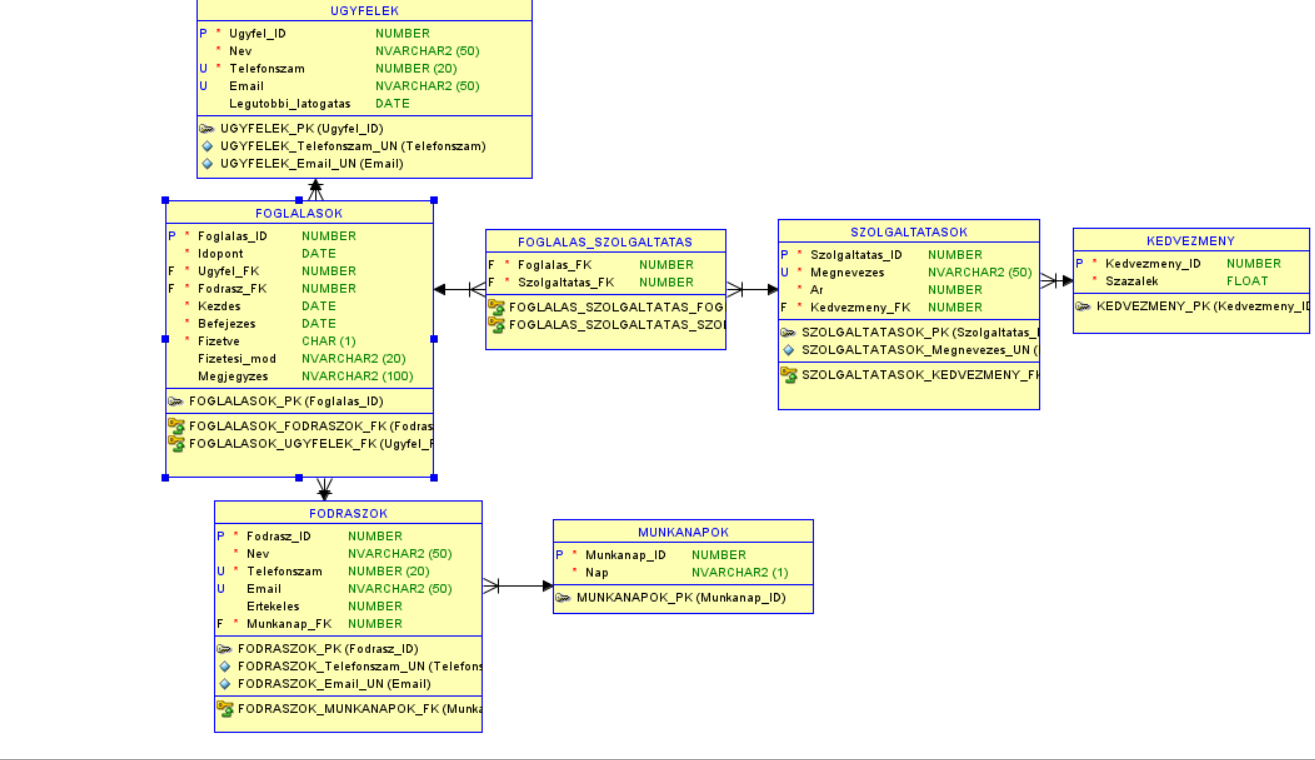 UGYFELEK
P * Ugyfel_ID NUMBER
* Nev NVARCHAR2 (50)
U * Telefonszam NUMBER (20)
U Email NVARCHAR2 (50)
Legutobbi_latogatas DATE
UGYFELEK_PK (Ugyfel_ID)
UGYFELEK_Telefonszam_UN (Telefonszam)
UGYFELEK_Email_UN (Email)
FOGLALASOK
P * Foglalas_ID NUMBER
* Idopont DATE
F * Ugyfel_FK NUMBER
F * Fodrasz_FK NUMBER
* Kezdes DATE
* Befejezes DATE
* Fizetve CHAR (1)
Fizetesi_mod NVARCHAR2 (20)
Megjegyzes NVARCHAR2 (100)
FOGLALASOK_PK (Foglalas_ID)
FOGLALASOK_FODRASZOK_FK (Fodras
FOGLALASOK_UGYFELEK_FK (Ugyfel_F
FOGLALAS_SZOLGALTATAS
F * Foglalas_FK NUMBER
F * Szolgaltatas_FK NUMBER
FOGLALAS_SZOLGALTATAS_FOG
FOGLALAS_SZOLGALTATAS_SZO
SZOLGALTATASOK
P * Szolgaltatas_ID NUMBER
U * Megnevezes NVARCHAR2 (50)
* Ar NUMBER
F * Kedvezmeny_FK NUMBER
SZOLGALTATASOK_PK (Szolgaltatas_I
SZOLGALTATASOK_Megnevezes_UN (
SZOLGALTATASOK_KEDVEZMENY_FK
KEDVEZMENY
P * Kedvezmeny_ID NUMBER
* Szazalek FLOAT
KEDVEZMENY_PK (Kedvezmeny_ID
FODRASZOK
P * Fodrasz_ID NUMBER
* Nev NVARCHAR2 (50)
U * Telefonszam NUMBER (20)
U Email NVARCHAR2 (50)
Ertekeles NUMBER
F * Munkanap_FK NUMBER
FODRASZOK_PK (Fodrasz_ID)
FODRASZOK_Telefonszam_UN (Telefons
FODRASZOK_Email_UN (Email)
FODRASZOK_MUNKANAPOK_FK (Munka
MUNKANAPOK
P * Munkanap_ID NUMBER
* Nap NVARCHAR2 (1)
MUNKANAPOK_PK (Munkanap_ID)